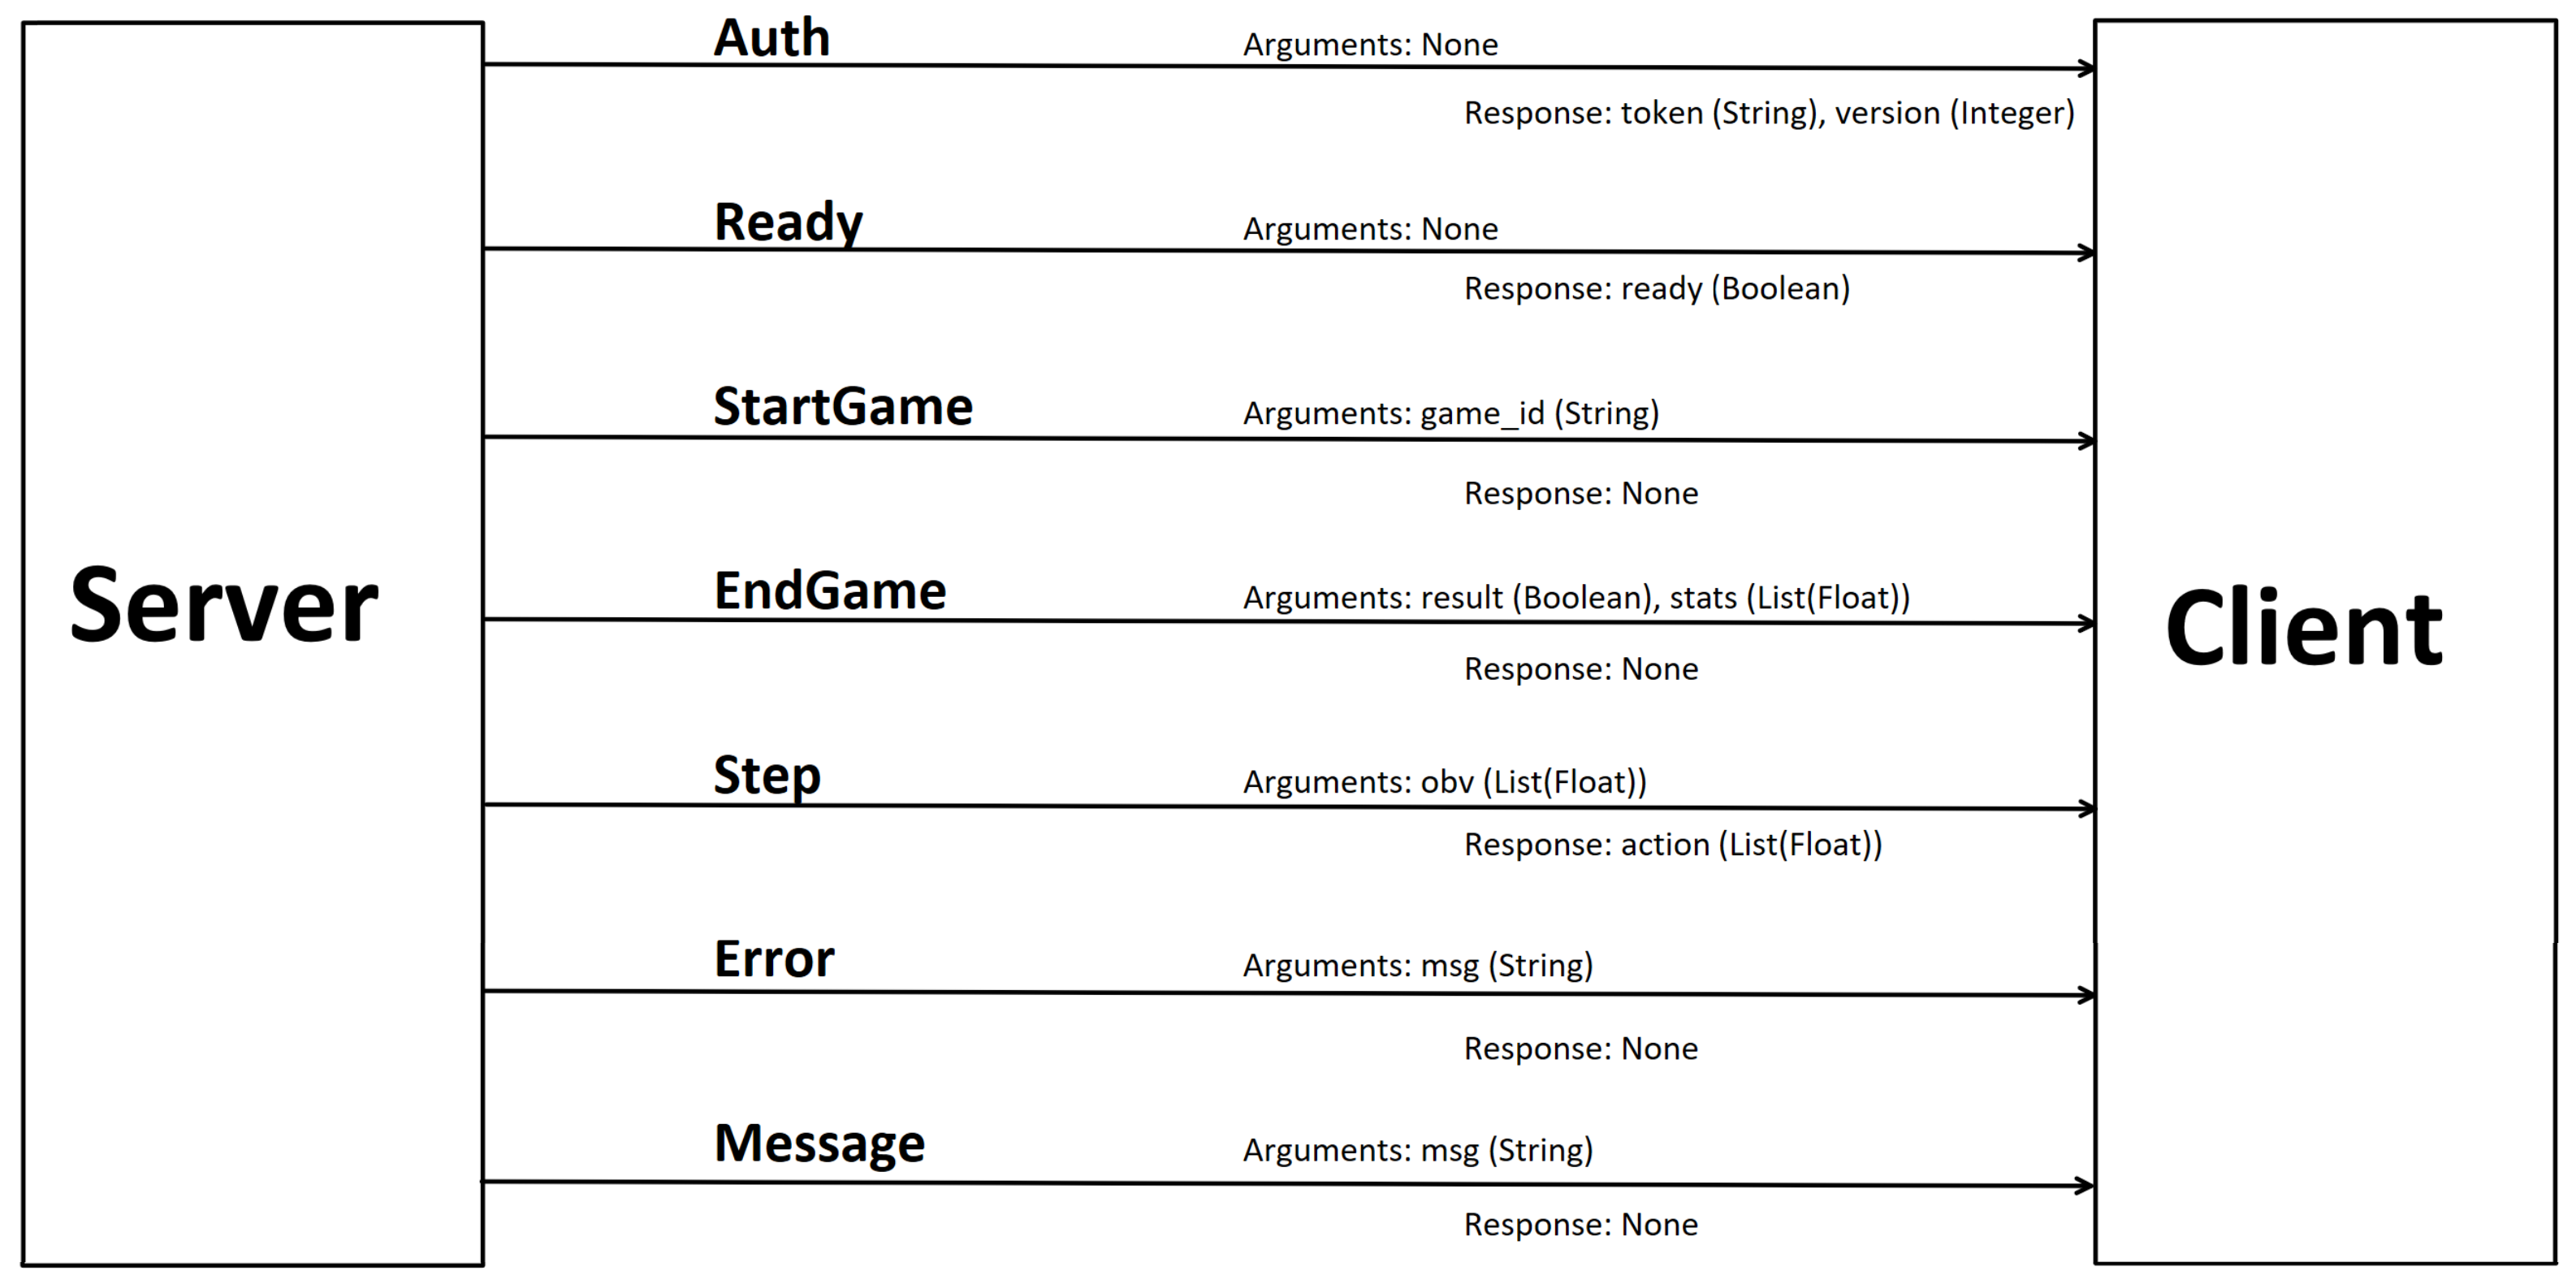 Auth
Arguments: None
Response: token (String), version (Integer)
Ready
Arguments: None
Response: ready (Boolean)
StartGame
Arguments: game_id (String)
Response: None
Server
EndGame
Arguments: result (Boolean), stats (List(Float))
Client
Response: None
Step
Arguments: obv (List(Float))
Response: action (List(Float))
Error
Arguments: msg (String)
Response: None
Message
Arguments: msg (String)
Response: None